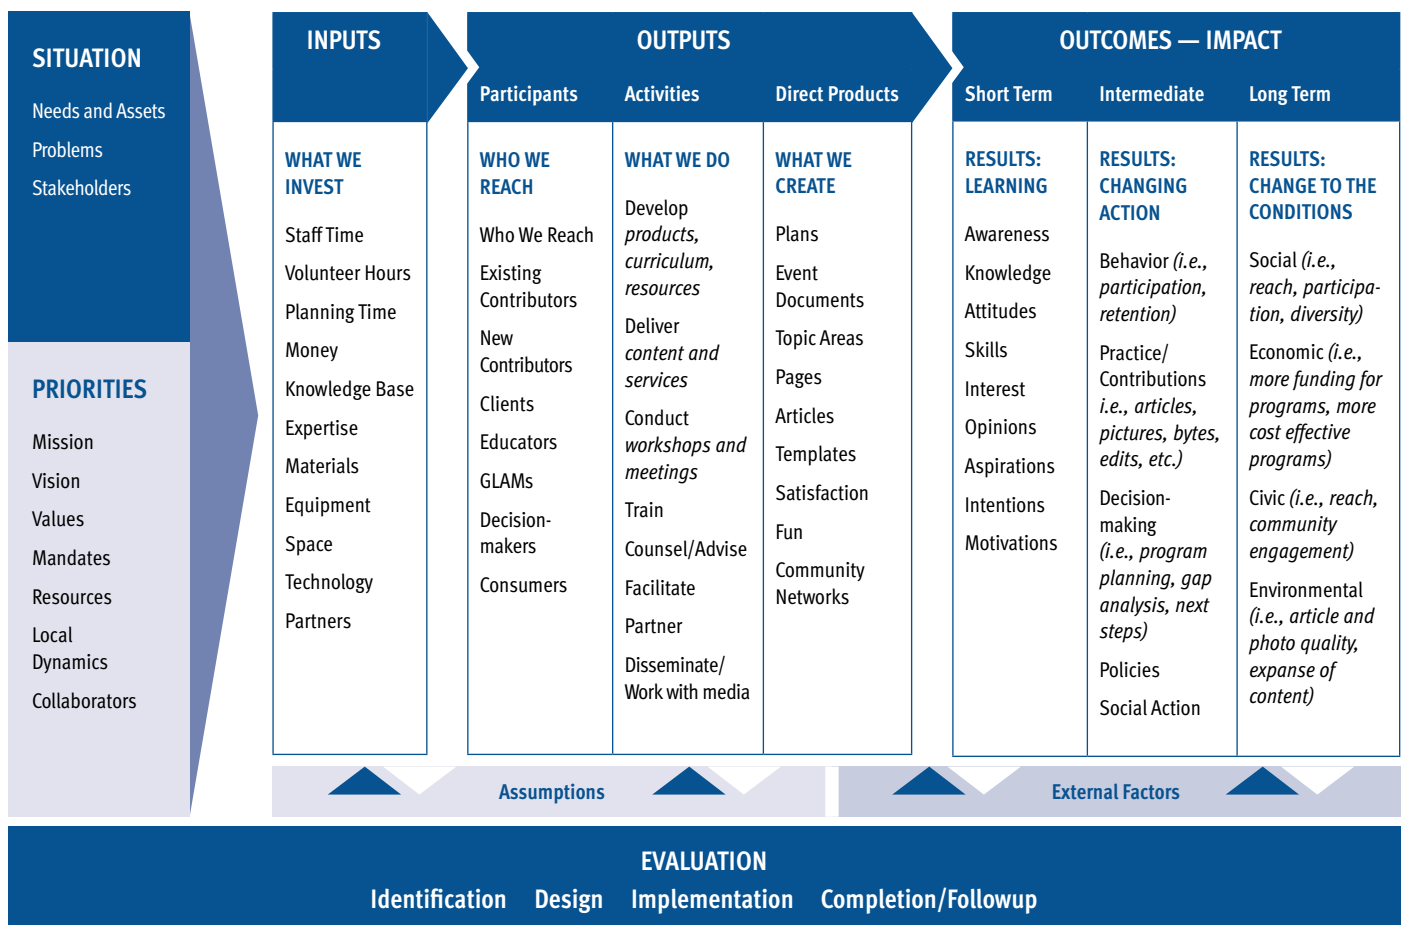 SITUATION
Needs and Assets
Problems
Stakeholders
PRIORITIES
Mission
Vision
Values
Mandates
Resources
Local
Dynamics
Collaborators
INPUTS
WHAT WE
INVEST
Staff Time
Volunteer Hours
Planning Time
Money
Knowledge Base
Expertise
Materials
Equipment
Space
Technology
Partners
OUTPUTS
Participants
WHO WE
REACH
Who We Reach
Existing
Contributors
New
Contributors
Clients
Educators
GLAMs
Decision-
makers
Consumers
Activities
WHAT WE DO
Develop
products,
curriculum,
resources
Deliver
content and
services
Conduct
workshops and
meetings
Train
Counsel/Advise
Facilitate
Partner
Disseminate/
Work with media
Direct Products
WHAT WE
CREATE
Plans
Event
Documents
Topic Areas
Pages
Articles
Templates
Satisfaction
Fun
Community
Networks
OUTCOMES — IMPACT
Short Term
RESULTS:
LEARNING
Awareness
Knowledge
Attitudes
Skills
Interest
Opinions
Aspirations
Intentions
Motivations
Intermediate
RESULTS:
CHANGING
ACTION
Behavior (i.e.,
participation,
retention)
Practice/
Contributions
i.e., articles,
pictures, bytes,
edits, etc.)
Decision-
making
(i.e., program
planning, gap
analysis, next
steps)
Policies
Social Action
Long Term
RESULTS:
CHANGE TO THE
CONDITIONS
Social (i.e.,
reach, participa-
tion, diversity)
Economic (i.e.,
more funding for
programs, more
cost effective
programs)
Civic (i.e., reach,
community
engagement)
Environmental
(i.e., article and
photo quality,
expanse of
content)
Assumptions
External Factors
EVALUATION
Identification Design Implementation Completion/Followup